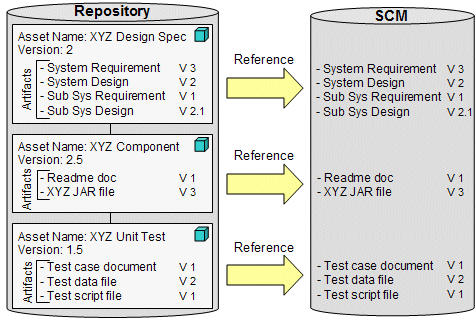 Repository
Asset Name: XYZ Design Spec
Version: 2
Artifacts
- System Requirement V 3
- System Design V 2
- Sub Sys Requirement V 1
- Sub Sys Design V 2.1
Asset Name: XYZ Component
Version: 2.5
Artifacts
- Readme doc V 1
- XYZ JAR file V 3
Asset Name: XYZ Unit Test
Version: 1.5
Artifacts
- Test case document V 1
- Test data file V 2
- Test script file V 1
Reference
Reference
Reference
SCM
- System Requirement V 3
- System Design V 2
- Sub Sys Requirement V 1
- Sub Sys Design V 2.1
- Readme doc V 1
- XYZ JAR file V 3
- Test case document V 1
- Test data file V 2
- Test script file V 1